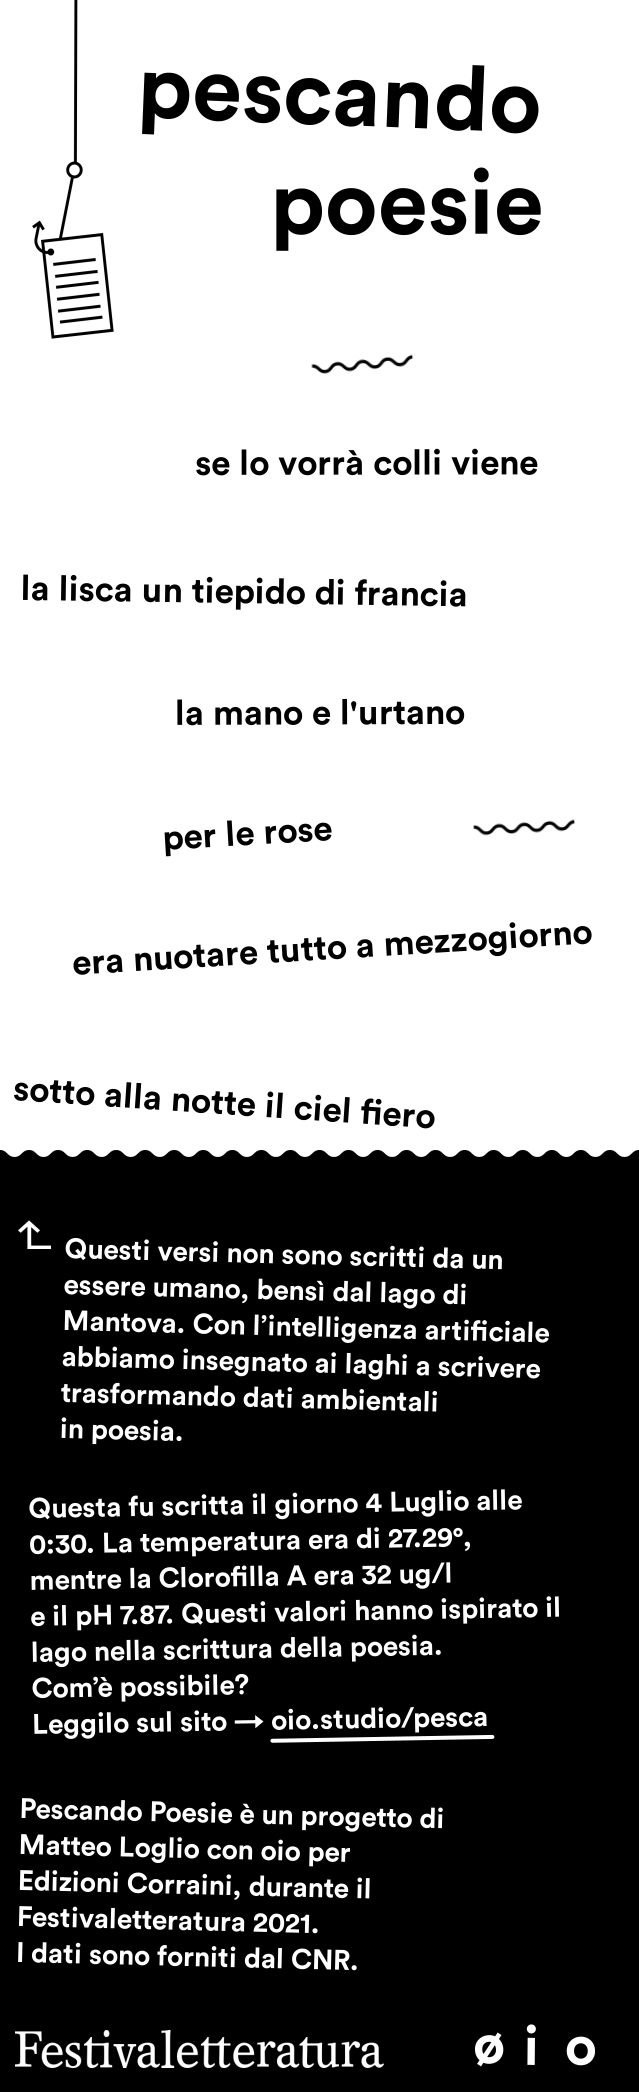 pescando
poesie
se lo vorrà colli viene
la lisca un tiepido di francia
la mano e l'urtano
per le rose
era nuotare tutto a mezzogiorno
sotto alla notte il ciel fiero
Questi versi non sono scritti da un
essere umano, bensì dal lago di
Mantova. Con l’intelligenza artificiale
abbiamo insegnato ai laghi a scrivere
trasformando dati ambientali
in poesia.
Questa fu scritta il giorno 4 Luglio alle
0:30. La temperatura era di 27.29°,
mentre la Clorofilla A era 32 ug/l
e il pH 7.87. Questi valori hanno ispirato il
lago nella scrittura della poesia.
Com’è possibile?
Leggilo sul sito → oio.studio/pesca
Pescando Poesie è un progetto di
Matteo Loglio con oio per
Edizioni Corraini, durante il
Festivaletteratura 2021.
I dati sono forniti dal CNR.
Festivaletteratura ø i o